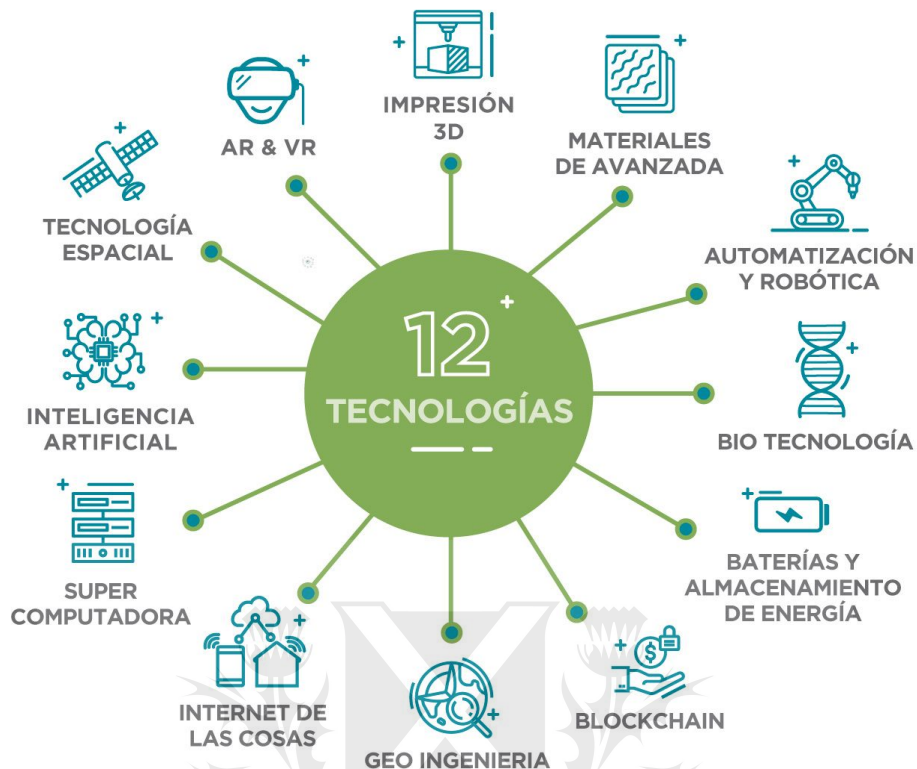 IMPRESIÓN
3D
MATERIALES
DE AVANZADA
AUTOMATIZACIÓN
Y ROBÓTICA
BIO TECNOLOGÍA
BATERÍAS Y
ALMACENAMIENTO
DE ENERGÍA
BLOCKCHAIN
GEO INGENIERIA
INTERNET DE
LAS COSAS
SUPER
COMPUTADORA
INTELIGENCIA
ARTIFICIAL
TECNOLOGÍA
ESPACIAL
AR & VR
12
TECNOLOGÍAS